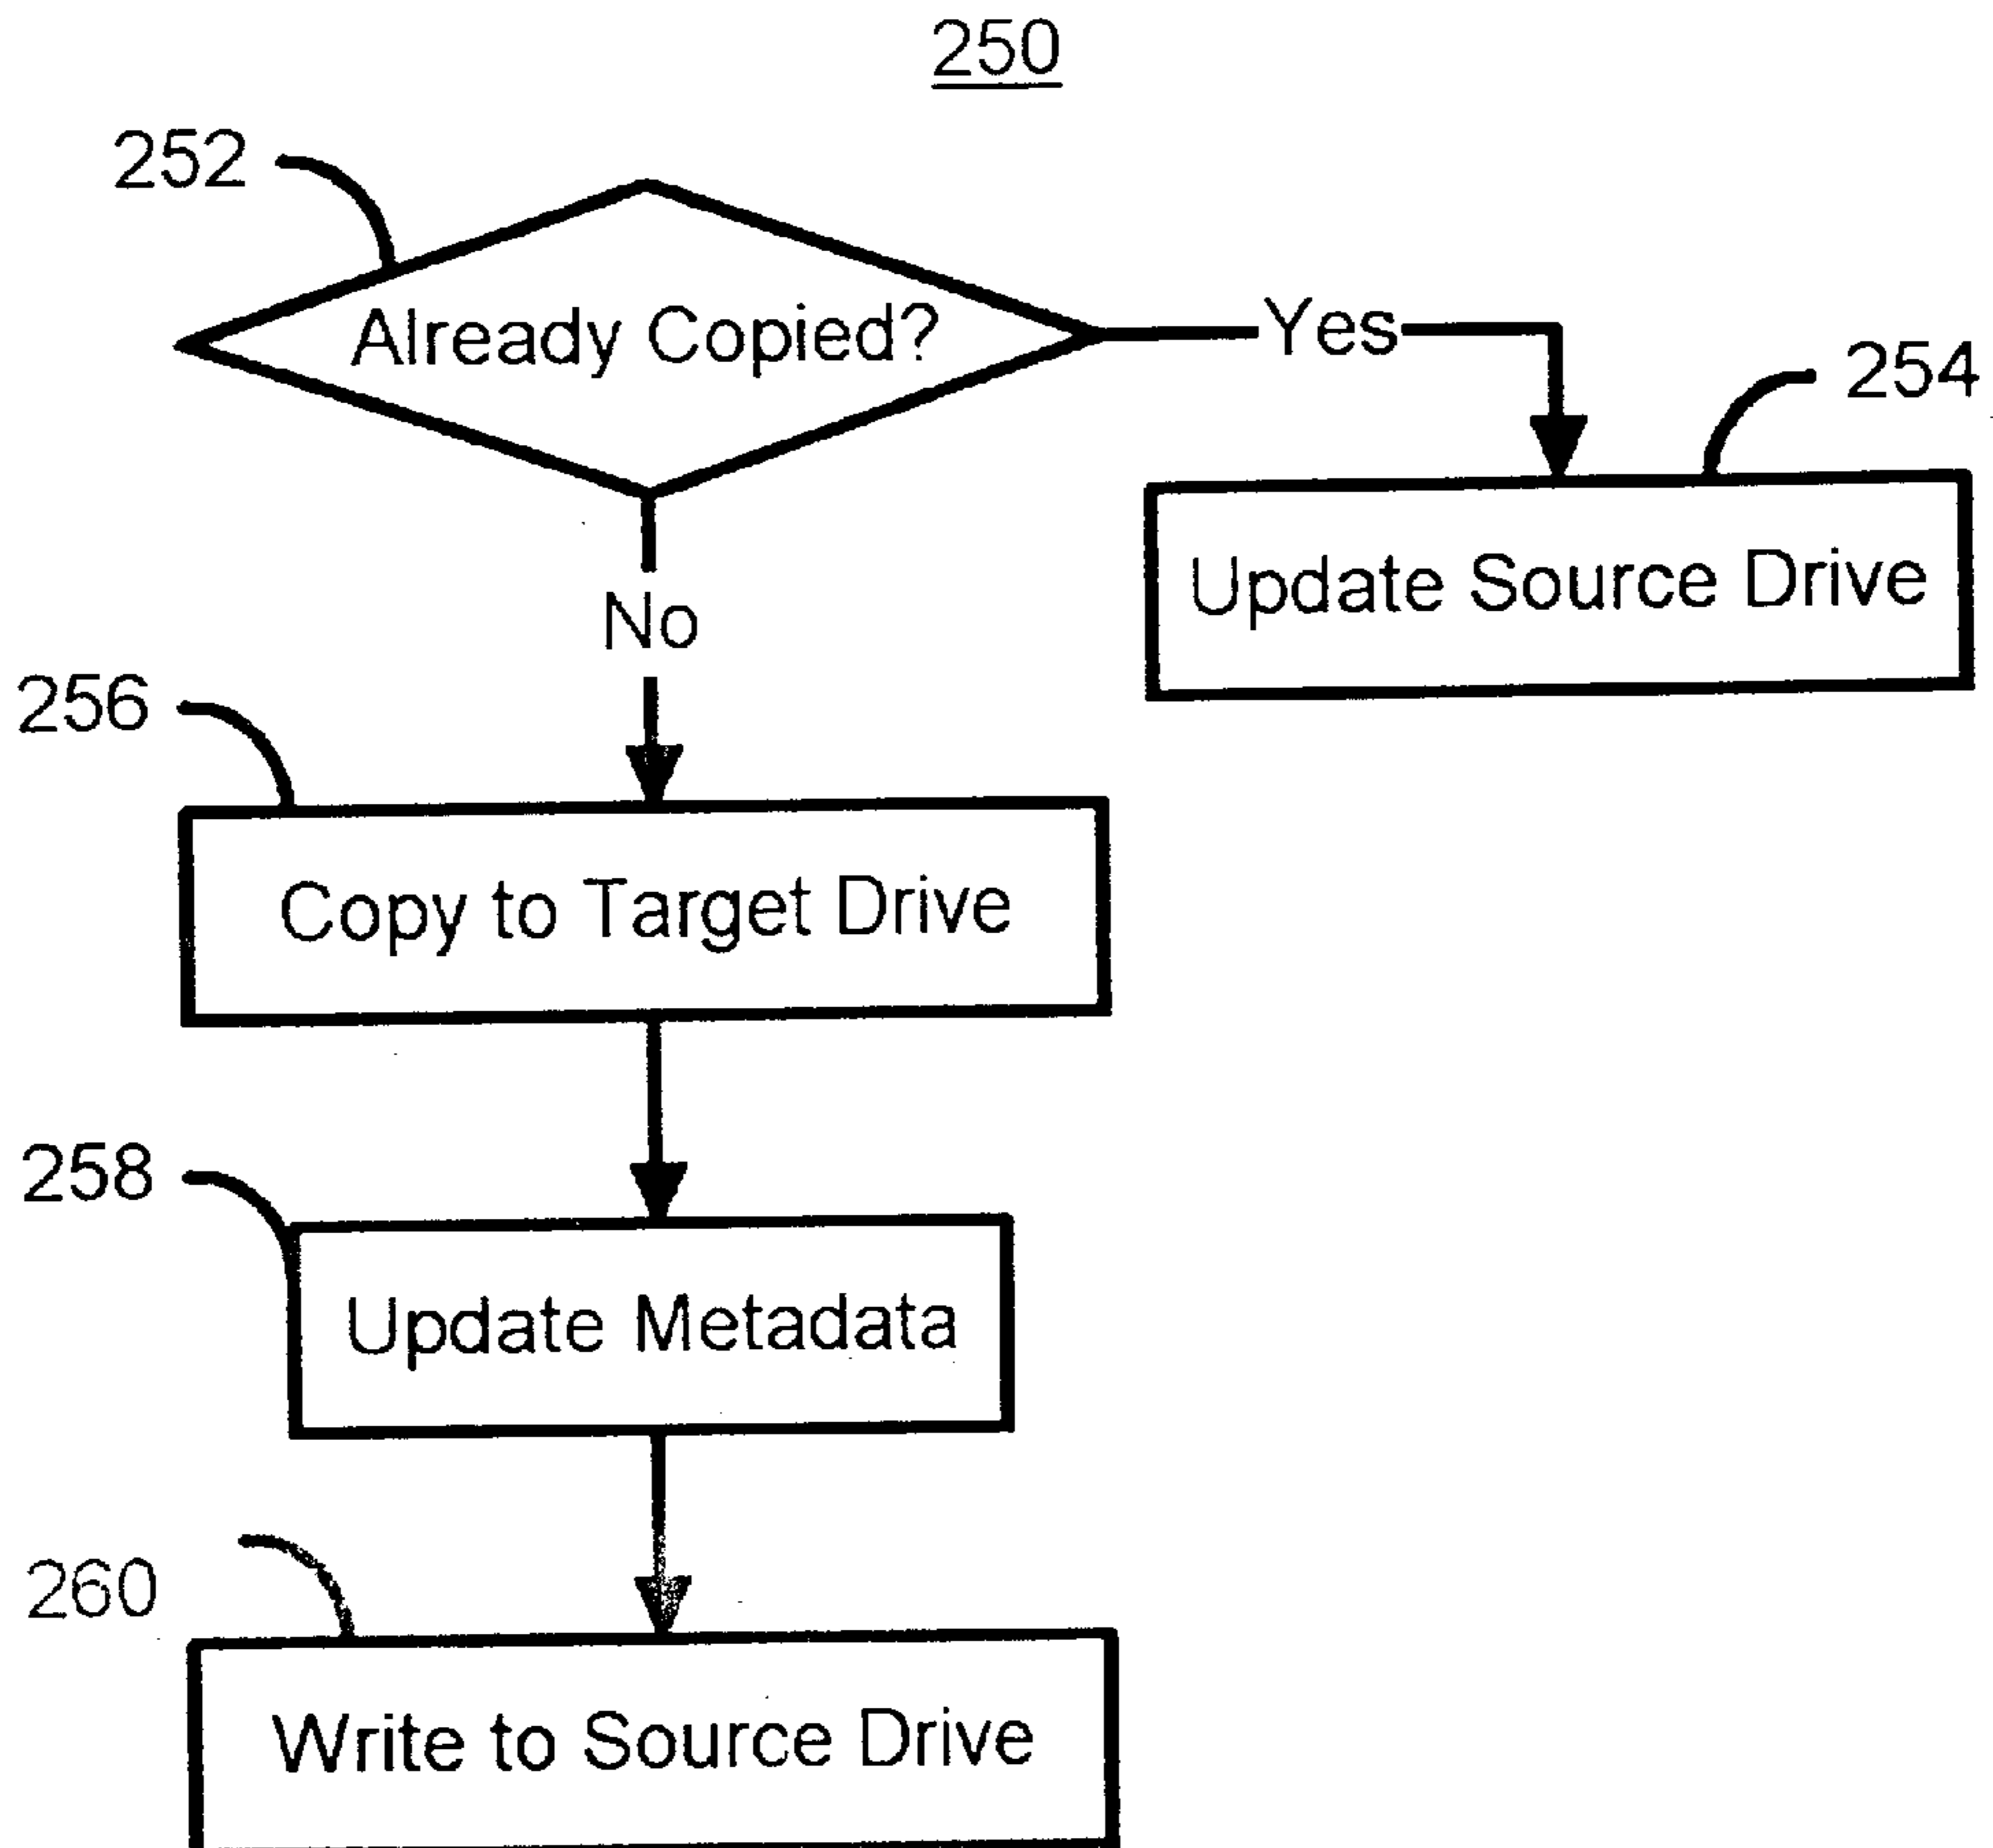 250
252
Already Copied?
Yes
254
Update Source Drive
No
256
Copy to Target Drive
258
Update Metadata
260
Write to Source Drive